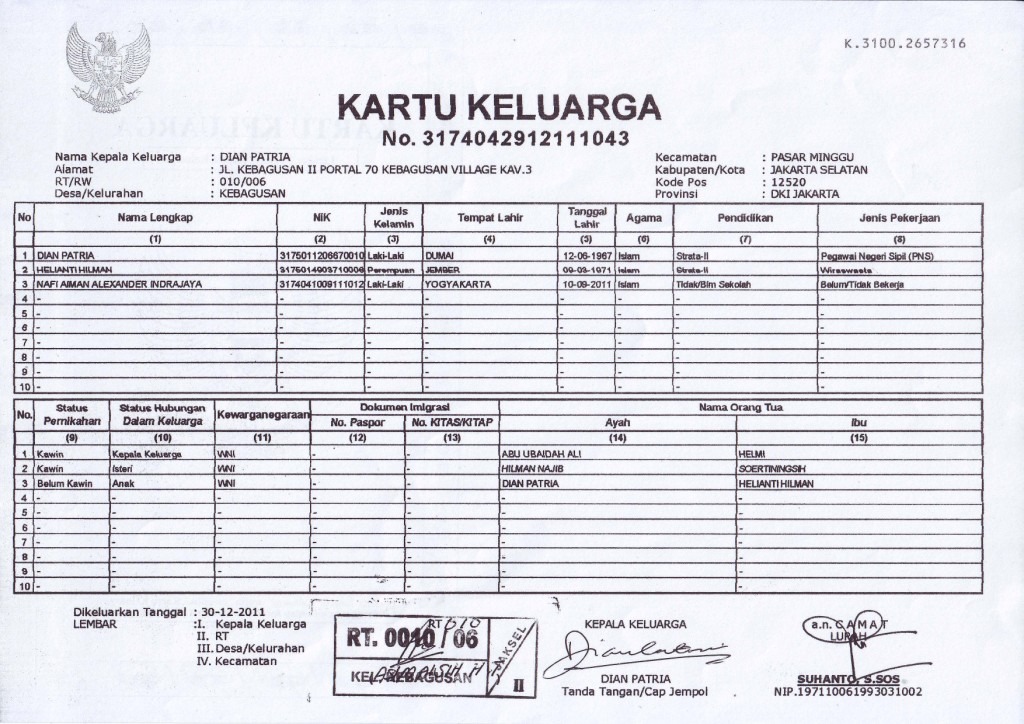 K.3100.2657316
KARTU KELUARGA
No. 3174042912111043
Nama Kepala Keluarga : DIAN PATRIA
Alamat : JL. KEBAGUSAN II PORTAL 70 KEBAGUSAN VILLAGE KAV.3
RT/RW : 010/006
Desa/Kelurahan : KEBAGUSAN
Kecamatan : PASAR MINGGU
Kabupaten/Kota : JAKARTA SELATAN
Kode Pos : 12520
Provinsi : DKI JAKARTA
No Nama Lengkap NIK Jenis Kelamin Tempat Lahir Tanggal Lahir Agama Pendidikan Jenis Pekerjaan
(1) (2) (3) (4) (5) (6) (7) (8)
1 DIAN PATRIA 3175011206670010 Laki-Laki DUMAI 12-06-1967 Islam Strata-II Pegawai Negeri Sipil (PNS)
2 HELIANTI HILMAN Perempuan JEMBER 09-03-1971 Islam Strata-II Wiraswasta
3 NAFI AIMAN ALEXANDER INDRAJAYA 3174041009111012 Laki-Laki YOGYAKARTA 10-09-2011 Islam Tidak/Blm Sekolah Belum/Tidak Bekerja
4 - - - - - - - -
5 - - - - - - - -
6 - - - - - - - -
7 - - - - - - - -
8 - - - - - - - -
9 - - - - - - - -
10 - - - - - - - -
No. Status Pernikahan Status Hubungan Dalam Keluarga Kewarganegaraan Dokumen Imigrasi Nama Orang Tua
No. Paspor No. KITAS/KITAP Ayah Ibu
(9) (10) (11) (12) (13) (14) (15)
1 Kawin Kepala Keluarga WNI - - ABU UBAIDAH ALI HELMI
2 Kawin Isteri WNI - - HILMAN NAJIB SOERTININGSIH
3 Belum Kawin Anak WNI - - DIAN PATRIA HELIANTI HILMAN
4 - - - - - - -
5 - - - - - - -
6 - - - - - - -
7 - - - - - - -
8 - - - - - - -
9 - - - - - - -
10 - - - - - - -
Dikeluarkan Tanggal : 30-12-2011
LEMBAR : I. Kepala Keluarga
II. RT
III. Desa/Kelurahan
IV. Kecamatan
RT. 0010 / 06
KEL. KEBAGUSAN
JAKSEL
II
KEPALA KELUARGA
DIAN PATRIA
Tanda Tangan/Cap Jempol
a.n. CAMAT
LURAH
SUHANTO, S.SOS
NIP.197110061993031002